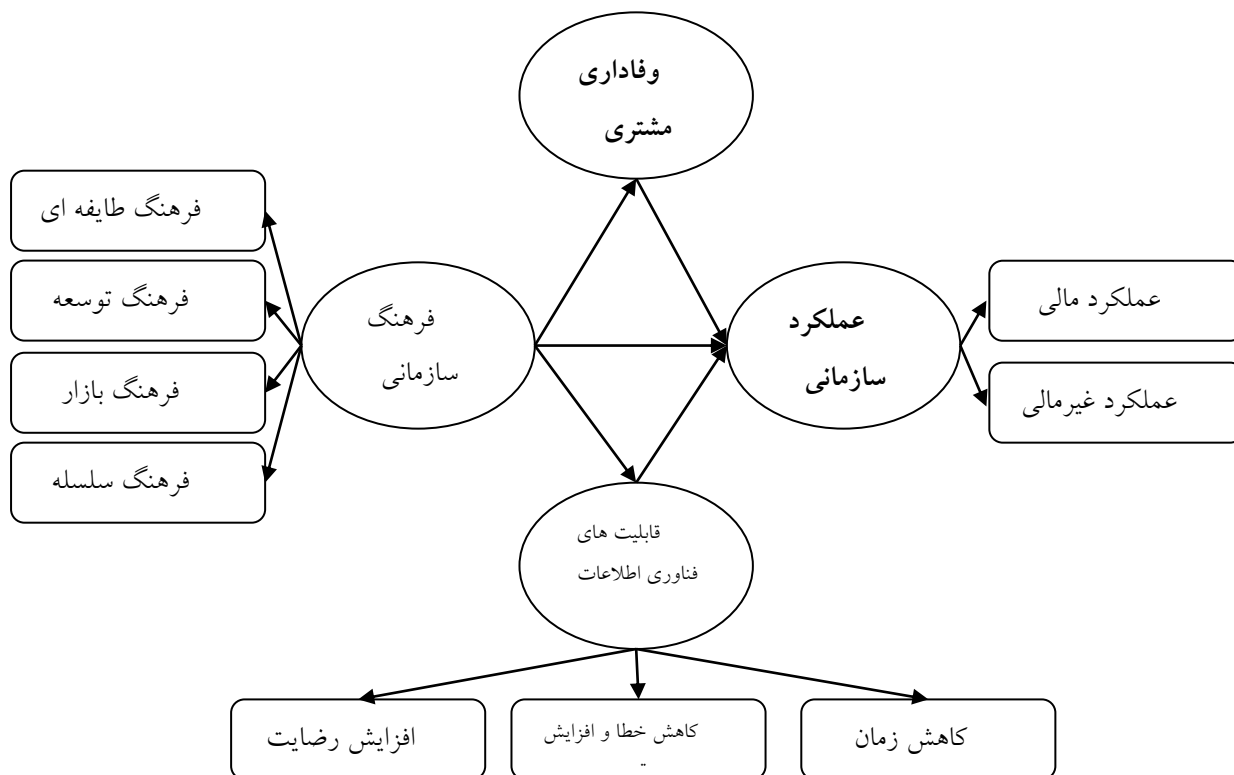 وفاداری
مشتری
فرهنگ طایفه ای
فرهنگ توسعه
فرهنگ بازار
فرهنگ سلسله
فرهنگ
سازمانی
عملکرد
سازمانی
عملکرد مالی
عملکرد غیرمالی
قابلیت های
فناوری اطلاعات
کاهش زمان
کاهش خطا و افزایش
افزایش رضایت